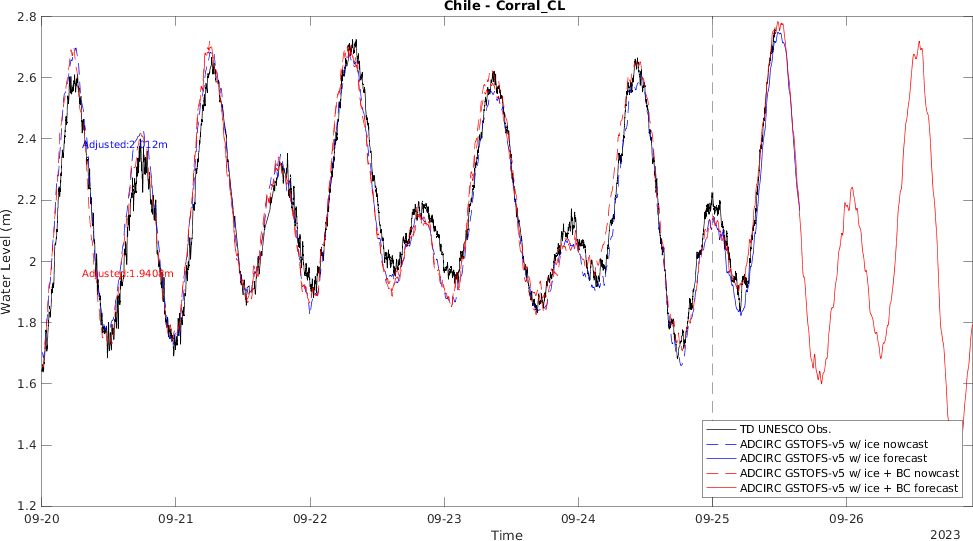 Chile - Corral_CL
Water Level (m)
2.8
2.6
2.4
2.2
2
1.8
1.6
1.4
1.2
Adjusted:1.9408m
TD UNESCO Obs.
ADCIRC GSTOFS-v5 w/ ice nowcast
ADCIRC GSTOFS-v5 w/ ice forecast
ADCIRC GSTOFS-v5 w/ ice + BC nowcast
ADCIRC GSTOFS-v5 w/ ice + BC forecast
09-20 09-21 09-22 09-23 09-24 09-25 09-26
Time
2023